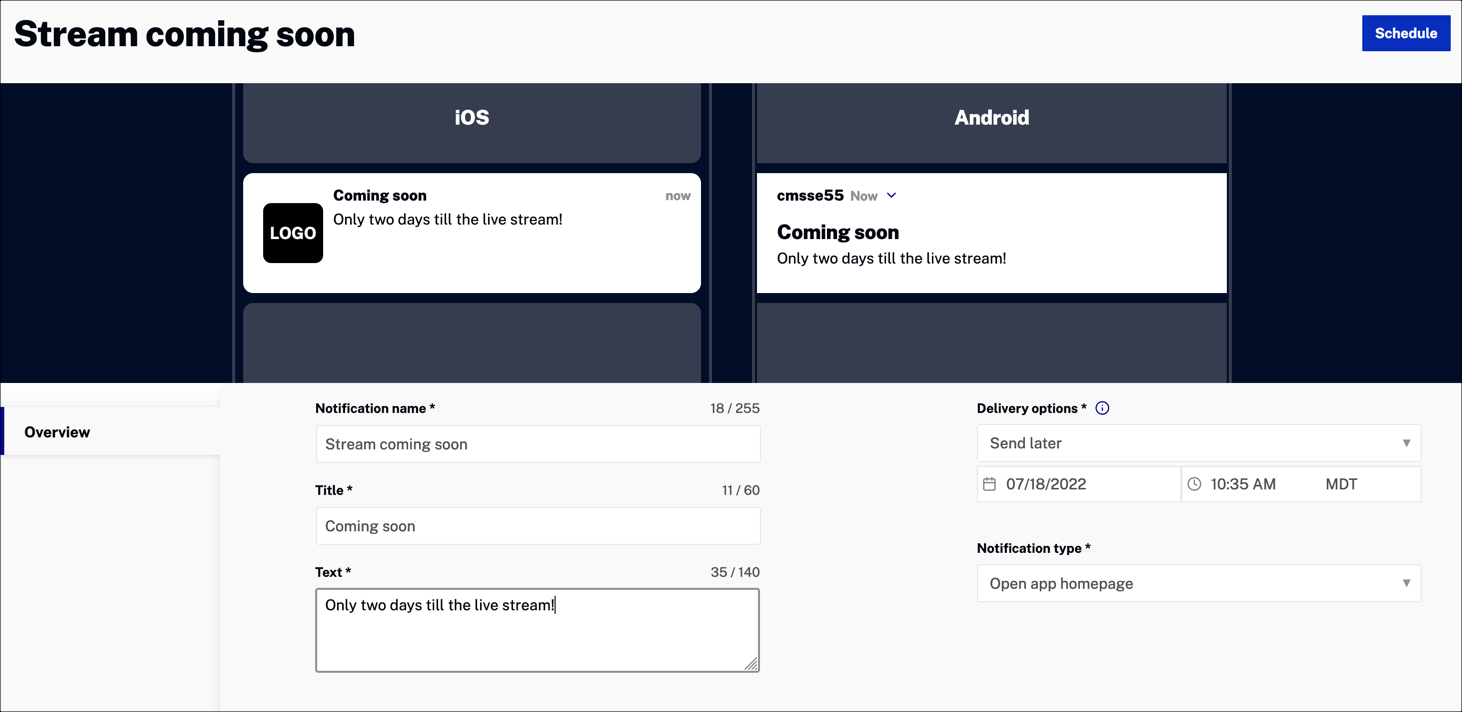 Stream coming soon
Schedule
iOS
Android
Coming soon
now
Only two days till the live stream!
LOGO
cmsse55 Now
Coming soon
Only two days till the live stream!
Overview
Notification name *
18 / 255
Stream coming soon
Title *
11 / 60
Coming soon
Text *
35 / 140
Only two days till the live stream!
Delivery options *
Send later
07/18/2022
10:35 AM
MDT
Notification type *
Open app homepage